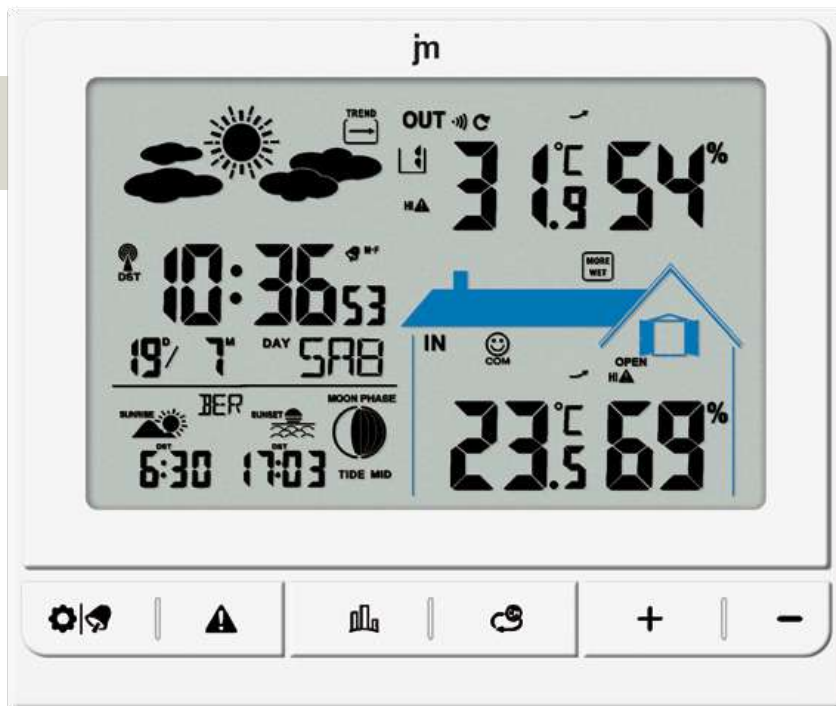 jm
TREND
OUT
HI
31.9 °C 54%
DST
10:36 53
M-F
19D/ 7M DAY SAB
MORE WET
IN
COM
OPEN
HI
23.5 °C 69%
BER
SUNRISE
DST
6:30
SUNSET
DST
17:03
MOON PHASE
TIDE MID
+
-